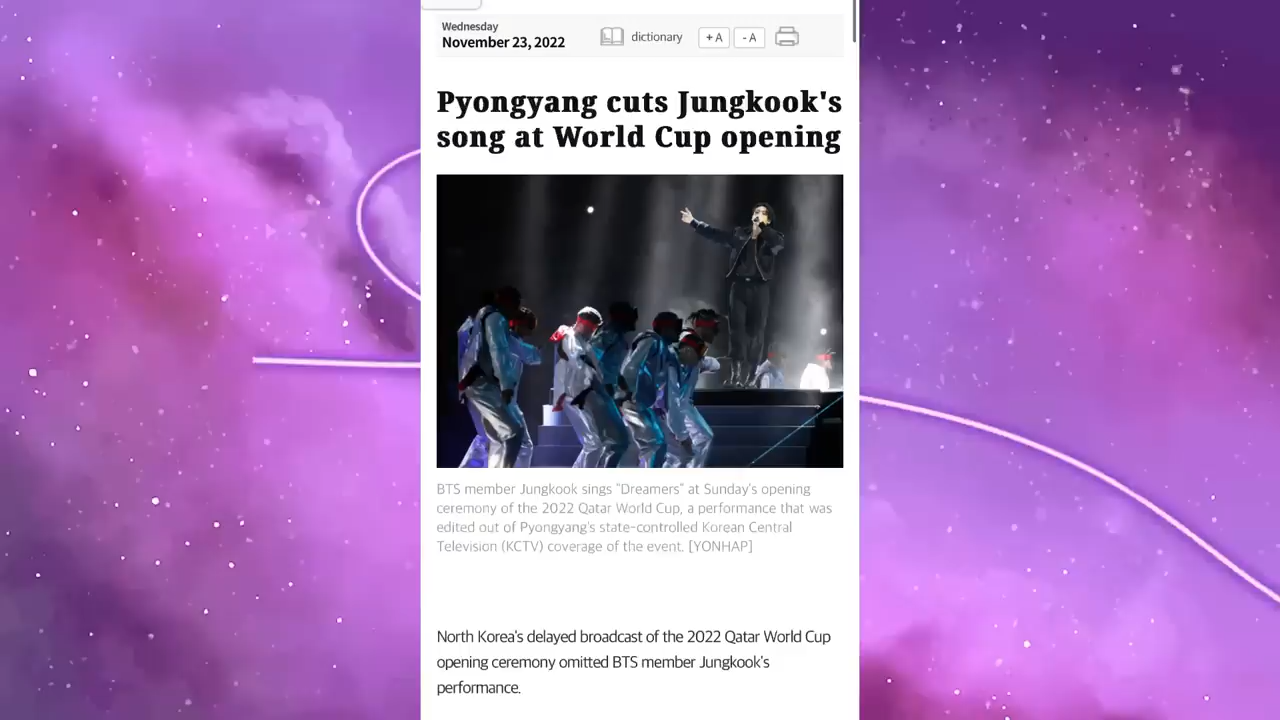 Wednesday
November 23, 2022
dictionary
+ A
- A
Pyongyang cuts Jungkook's
song at World Cup opening
BTS member Jungkook sings "Dreamers" at Sunday's opening
ceremony of the 2022 Qatar World Cup, a performance that was
edited out of Pyongyang's state-controlled Korean Central
Television (KCTV) coverage of the event. [YONHAP]
North Korea's delayed broadcast of the 2022 Qatar World Cup
opening ceremony omitted BTS member Jungkook's
performance.